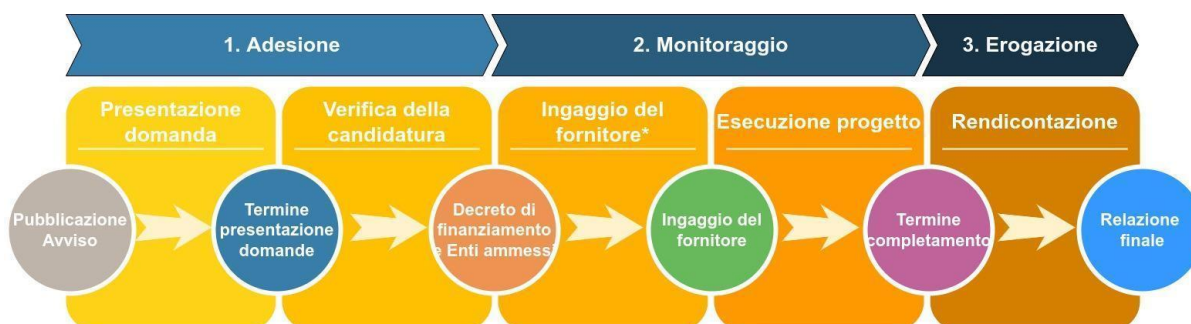 1. Adesione
2. Monitoraggio
3. Erogazione
Presentazione
domanda
Verifica della
candidatura
Ingaggio del
fornitore*
Esecuzione progetto
Rendicontazione
Pubblicazione
Avviso
Termine
presentazione
domande
Decreto di
finanziamento
e Enti ammessi
Ingaggio del
fornitore
Termine
completamento
Relazione
finale